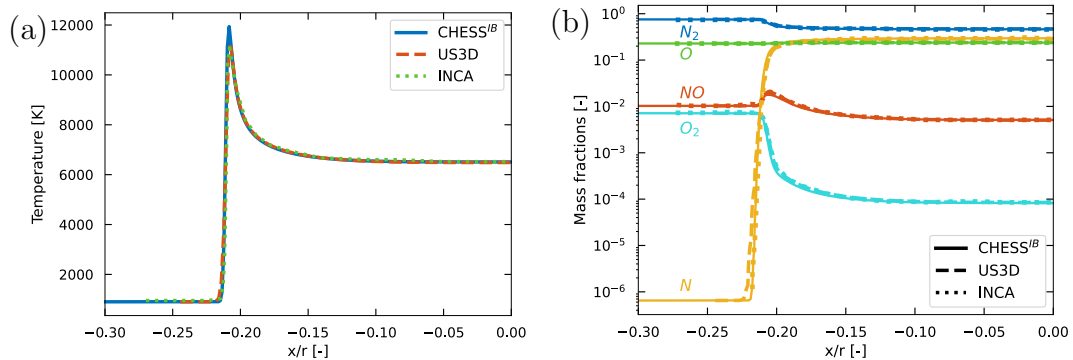 (a)
12000
10000
8000
6000
4000
2000
Temperature [K]
−0.30 −0.25 −0.20 −0.15 −0.10 −0.05 0.00
x/r [-]
CHESS^IB
US3D
INCA
(b)
10^0
10^−1
10^−2
10^−3
10^−4
10^−5
10^−6
Mass fractions [-]
N_2
O
NO
O_2
N
−0.30 −0.25 −0.20 −0.15 −0.10 −0.05 0.00
x/r [-]
CHESS^IB
US3D
INCA